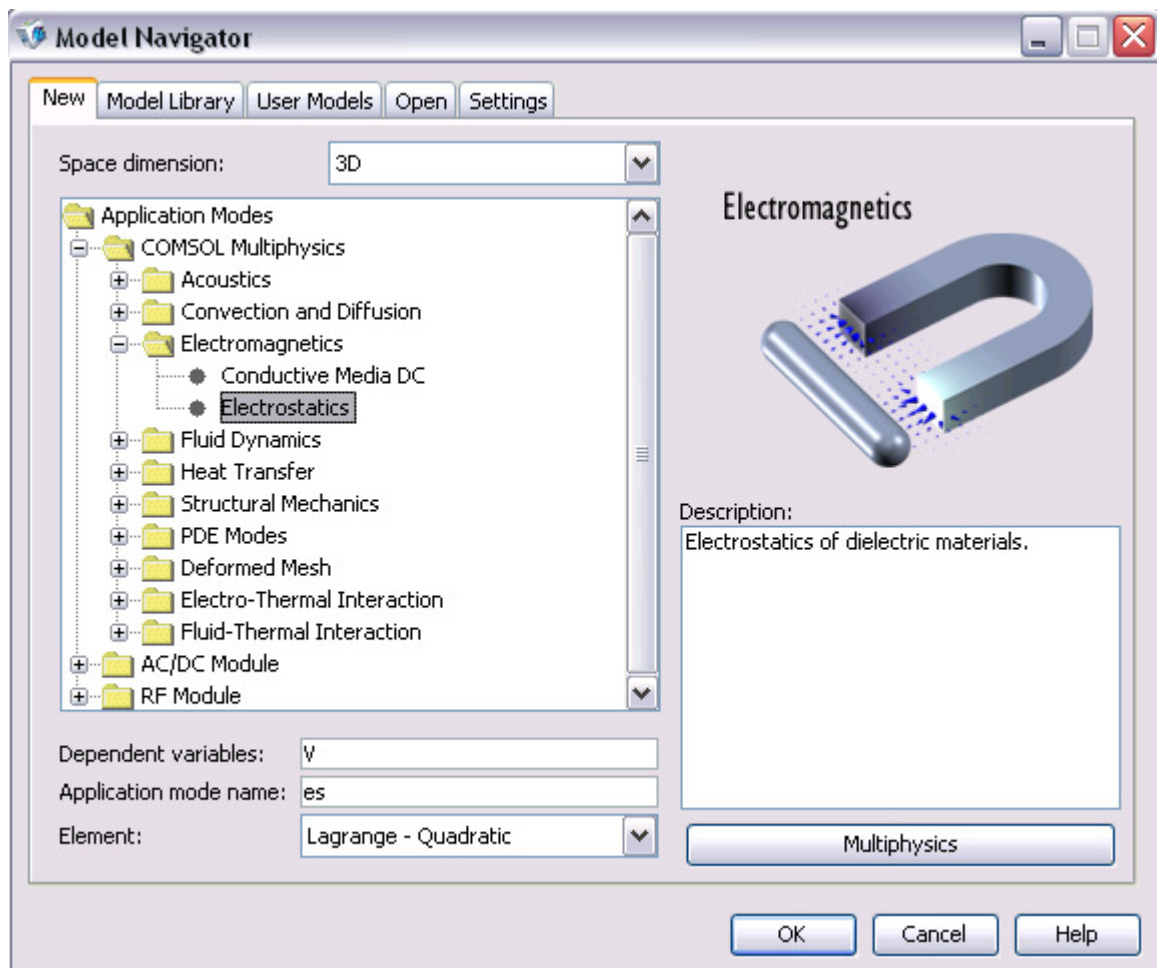 Model Navigator
New Model Library User Models Open Settings
Space dimension: 3D
Application Modes
COMSOL Multiphysics
Acoustics
Convection and Diffusion
Electromagnetics
Conductive Media DC
Electrostatics
Fluid Dynamics
Heat Transfer
Structural Mechanics
PDE Modes
Deformed Mesh
Electro-Thermal Interaction
Fluid-Thermal Interaction
AC/DC Module
RF Module
Dependent variables: V
Application mode name: es
Element: Lagrange - Quadratic
Electromagnetics
Description:
Electrostatics of dielectric materials.
Multiphysics
OK Cancel Help